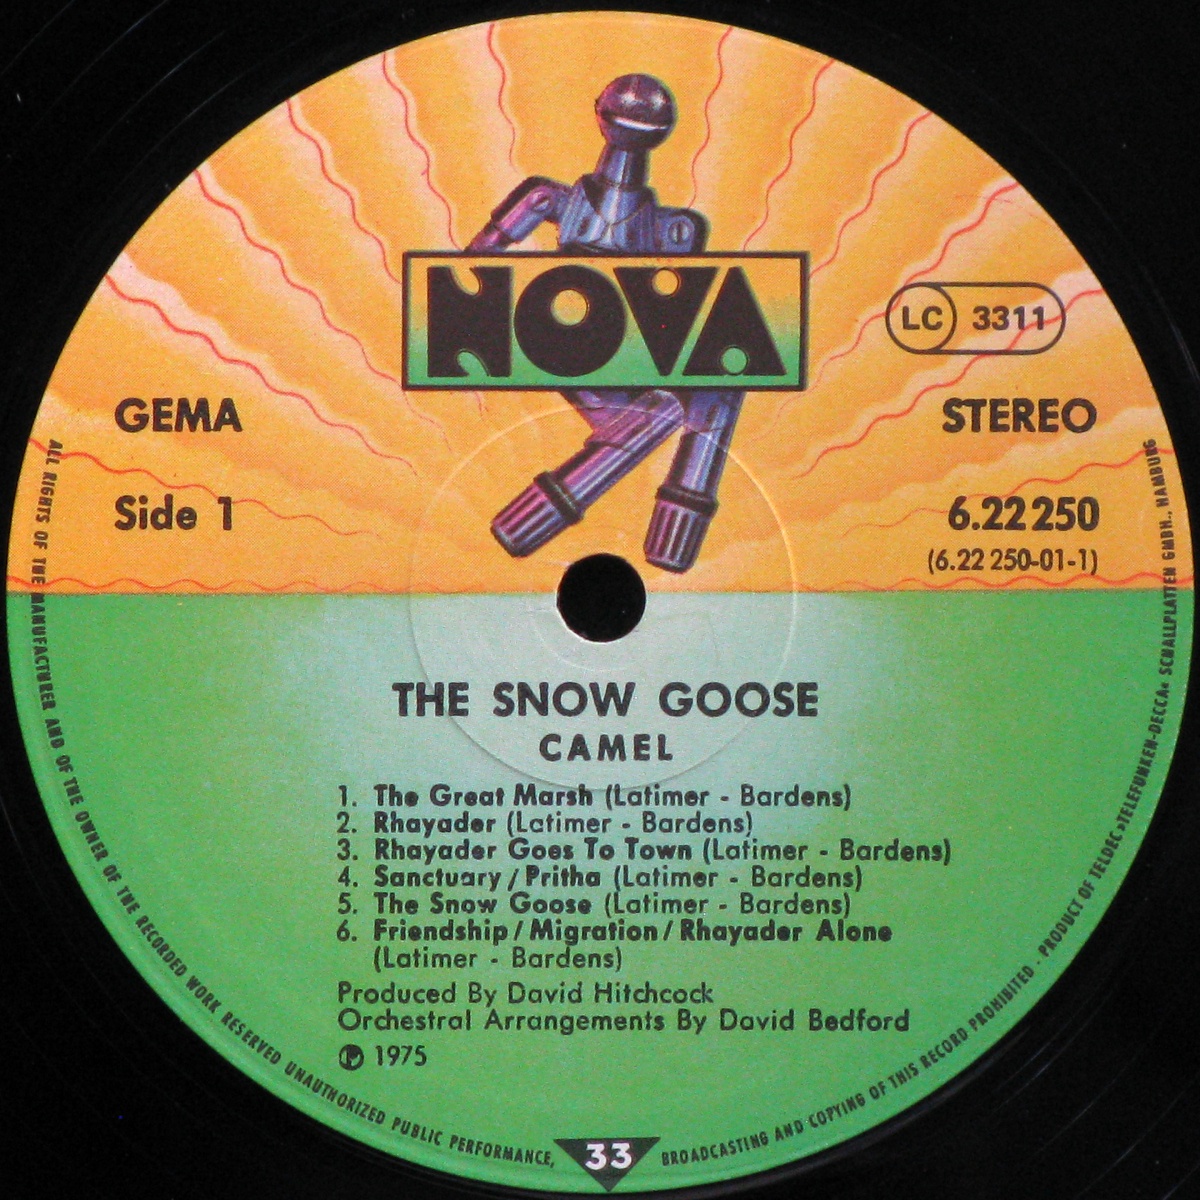 NOVA
LC 3311
GEMA
STEREO
Side 1
6.22250
(6.22 250-01-1)
THE SNOW GOOSE
CAMEL
1. The Great Marsh (Latimer - Bardens)
2. Rhayader (Latimer - Bardens)
3. Rhayader Goes To Town (Latimer - Bardens)
4. Sanctuary / Pritha (Latimer - Bardens)
5. The Snow Goose (Latimer - Bardens)
6. Friendship / Migration / Rhayader Alone
(Latimer - Bardens)
Produced By David Hitchcock
Orchestral Arrangements By David Bedford
℗ 1975
33
ALL RIGHTS OF THE MANUFACTURER AND OF THE OWNER OF THE RECORDED WORK RESERVED UNAUTHORIZED PUBLIC PERFORMANCE, BROADCASTING AND COPYING OF THIS RECORD PROHIBITED . PRODUCT OF TELDEC »TELEFUNKEN-DECCA« SCHALLPLATTEN GMBH., HAMBURG